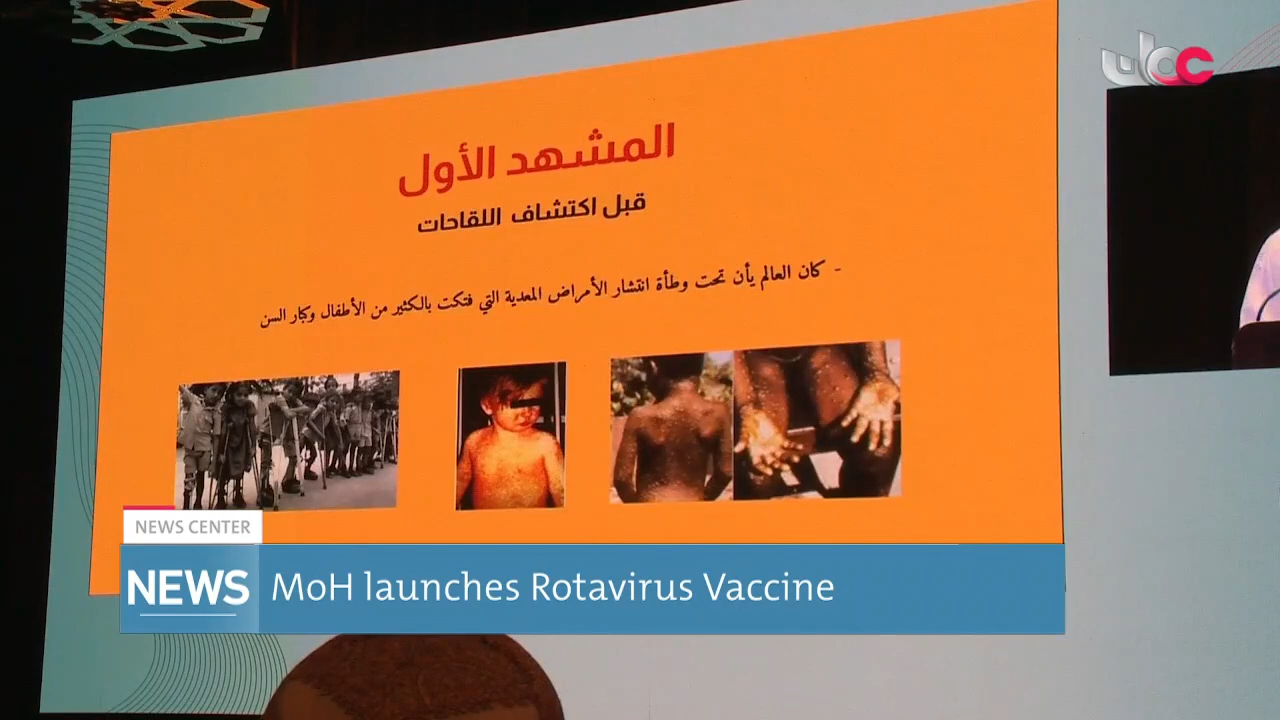 المشهد الأول
قبل اكتشاف اللقاحات
- كان العالم يأن تحت وطأة انتشار الأمراض المعدية التي فتكت بالكثير من الأطفال وكبار السن
NEWS CENTER
NEWS MoH launches Rotavirus Vaccine